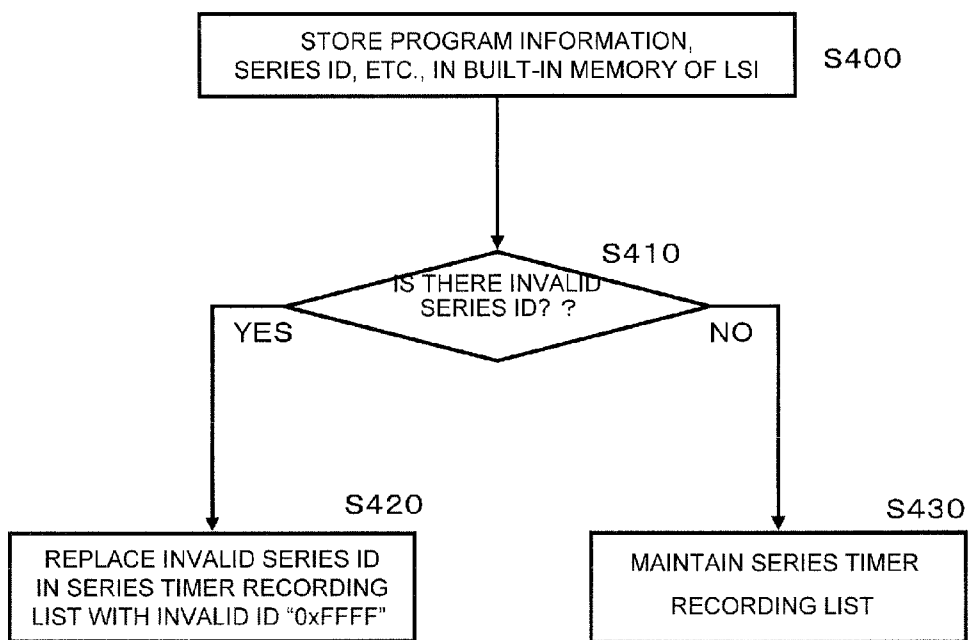 STORE PROGRAM INFORMATION,
SERIES ID, ETC., IN BUILT-IN MEMORY OF LSI
S400
S410
IS THERE INVALID
SERIES ID? ?
YES
NO
S420
REPLACE INVALID SERIES ID
IN SERIES TIMER RECORDING
LIST WITH INVALID ID “0xFFFF”
S430
MAINTAIN SERIES TIMER
RECORDING LIST